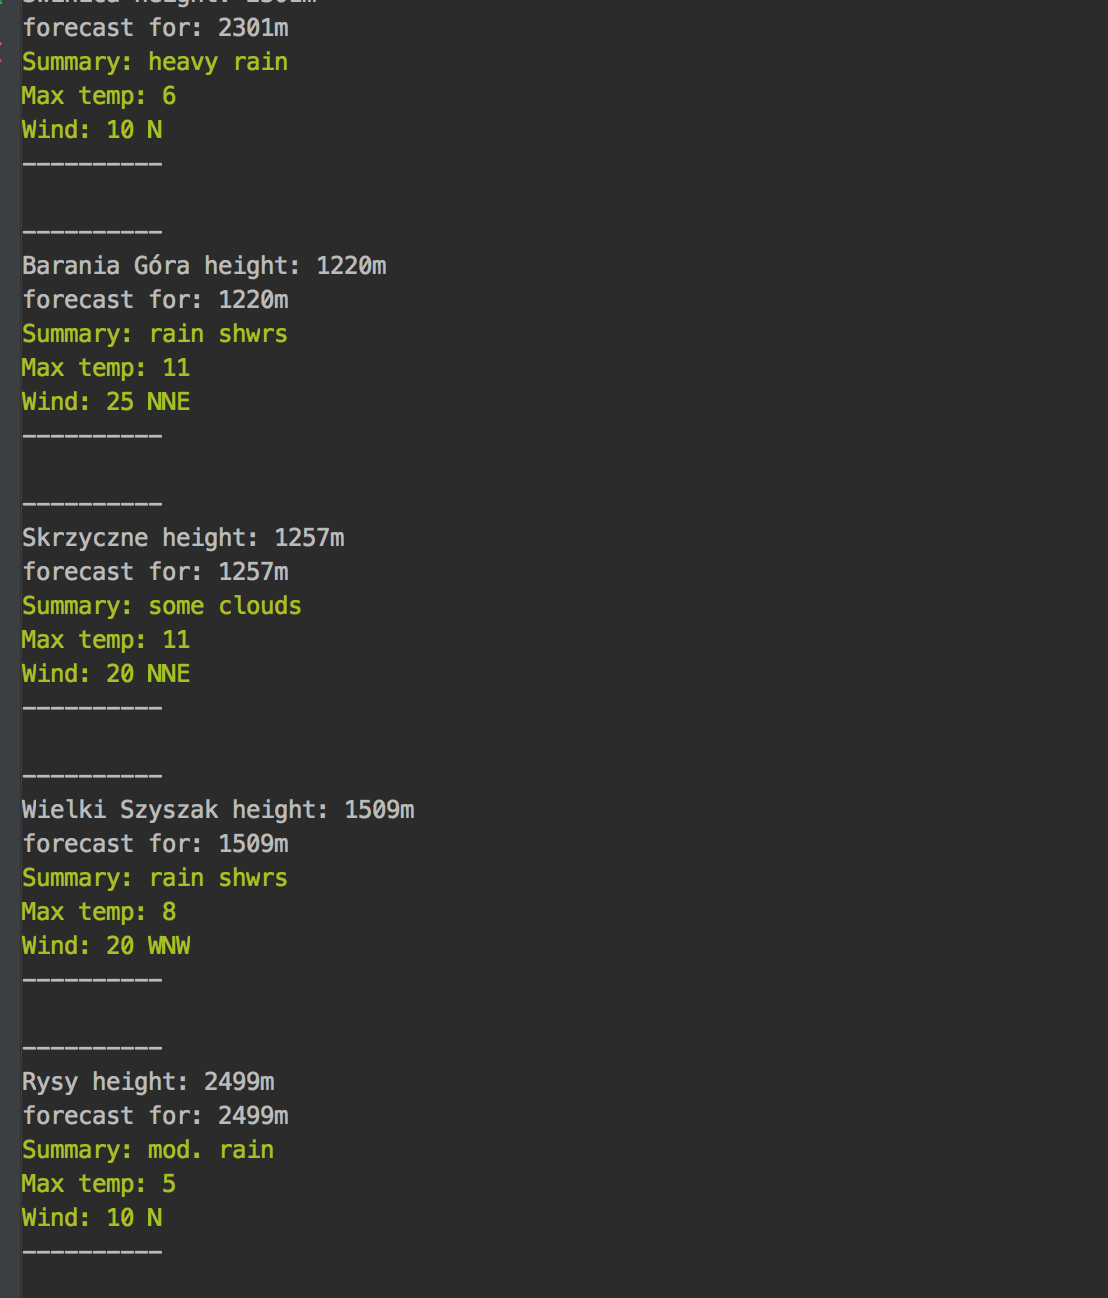 height: 2301m
forecast for: 2301m
Summary: heavy rain
Max temp: 6
Wind: 10 N
----------
----------
Barania Góra height: 1220m
forecast for: 1220m
Summary: rain shwrs
Max temp: 11
Wind: 25 NNE
----------
----------
Skrzyczne height: 1257m
forecast for: 1257m
Summary: some clouds
Max temp: 11
Wind: 20 NNE
----------
----------
Wielki Szyszak height: 1509m
forecast for: 1509m
Summary: rain shwrs
Max temp: 8
Wind: 20 WNW
----------
----------
Rysy height: 2499m
forecast for: 2499m
Summary: mod. rain
Max temp: 5
Wind: 10 N
----------